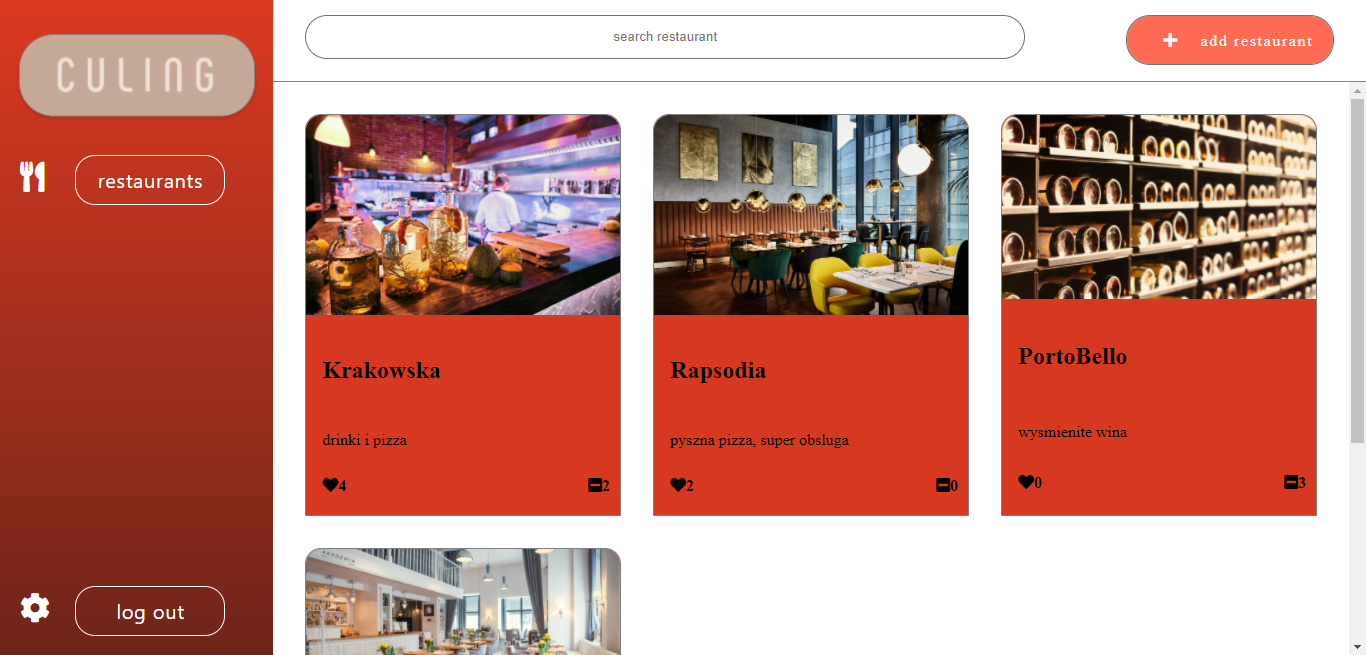 CULING
restaurants
log out
search restaurant
add restaurant
Krakowska
drinki i pizza
4
2
Rapsodia
pyszna pizza, super obsluga
2
0
PortoBello
wysmienite wina
0
3